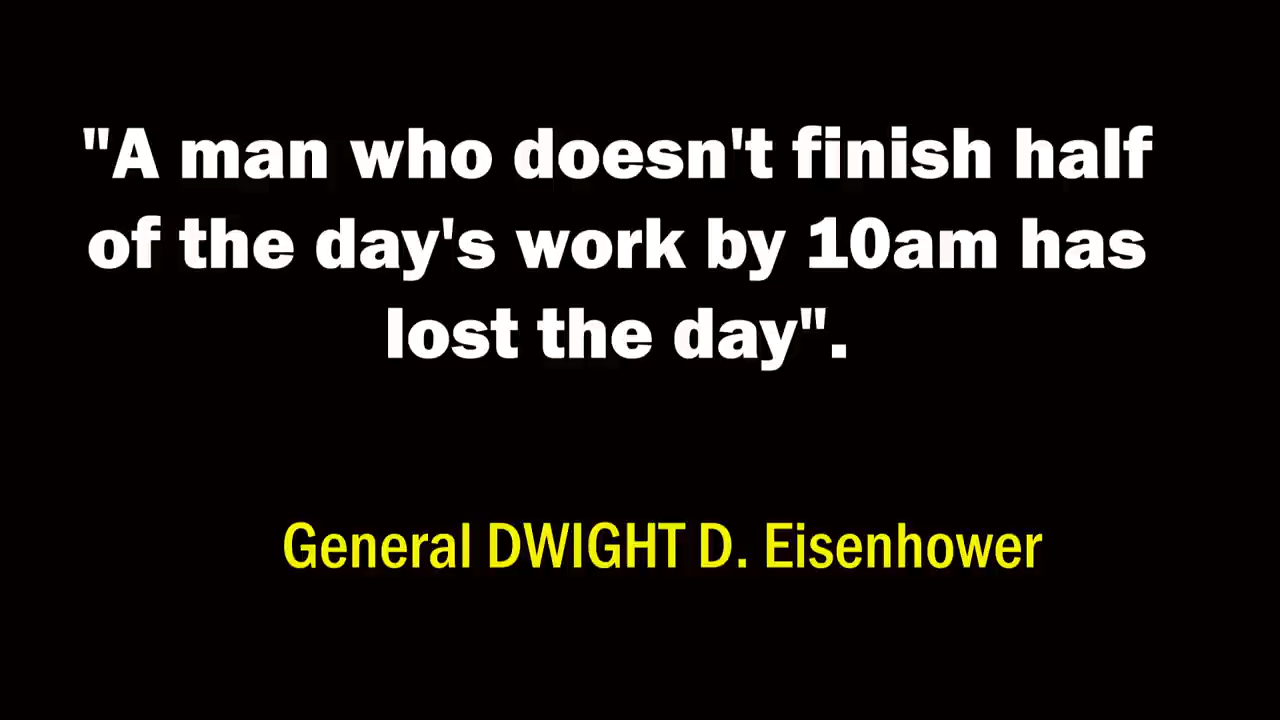 "A man who doesn't finish half
of the day's work by 10am has
lost the day".
General DWIGHT D. Eisenhower